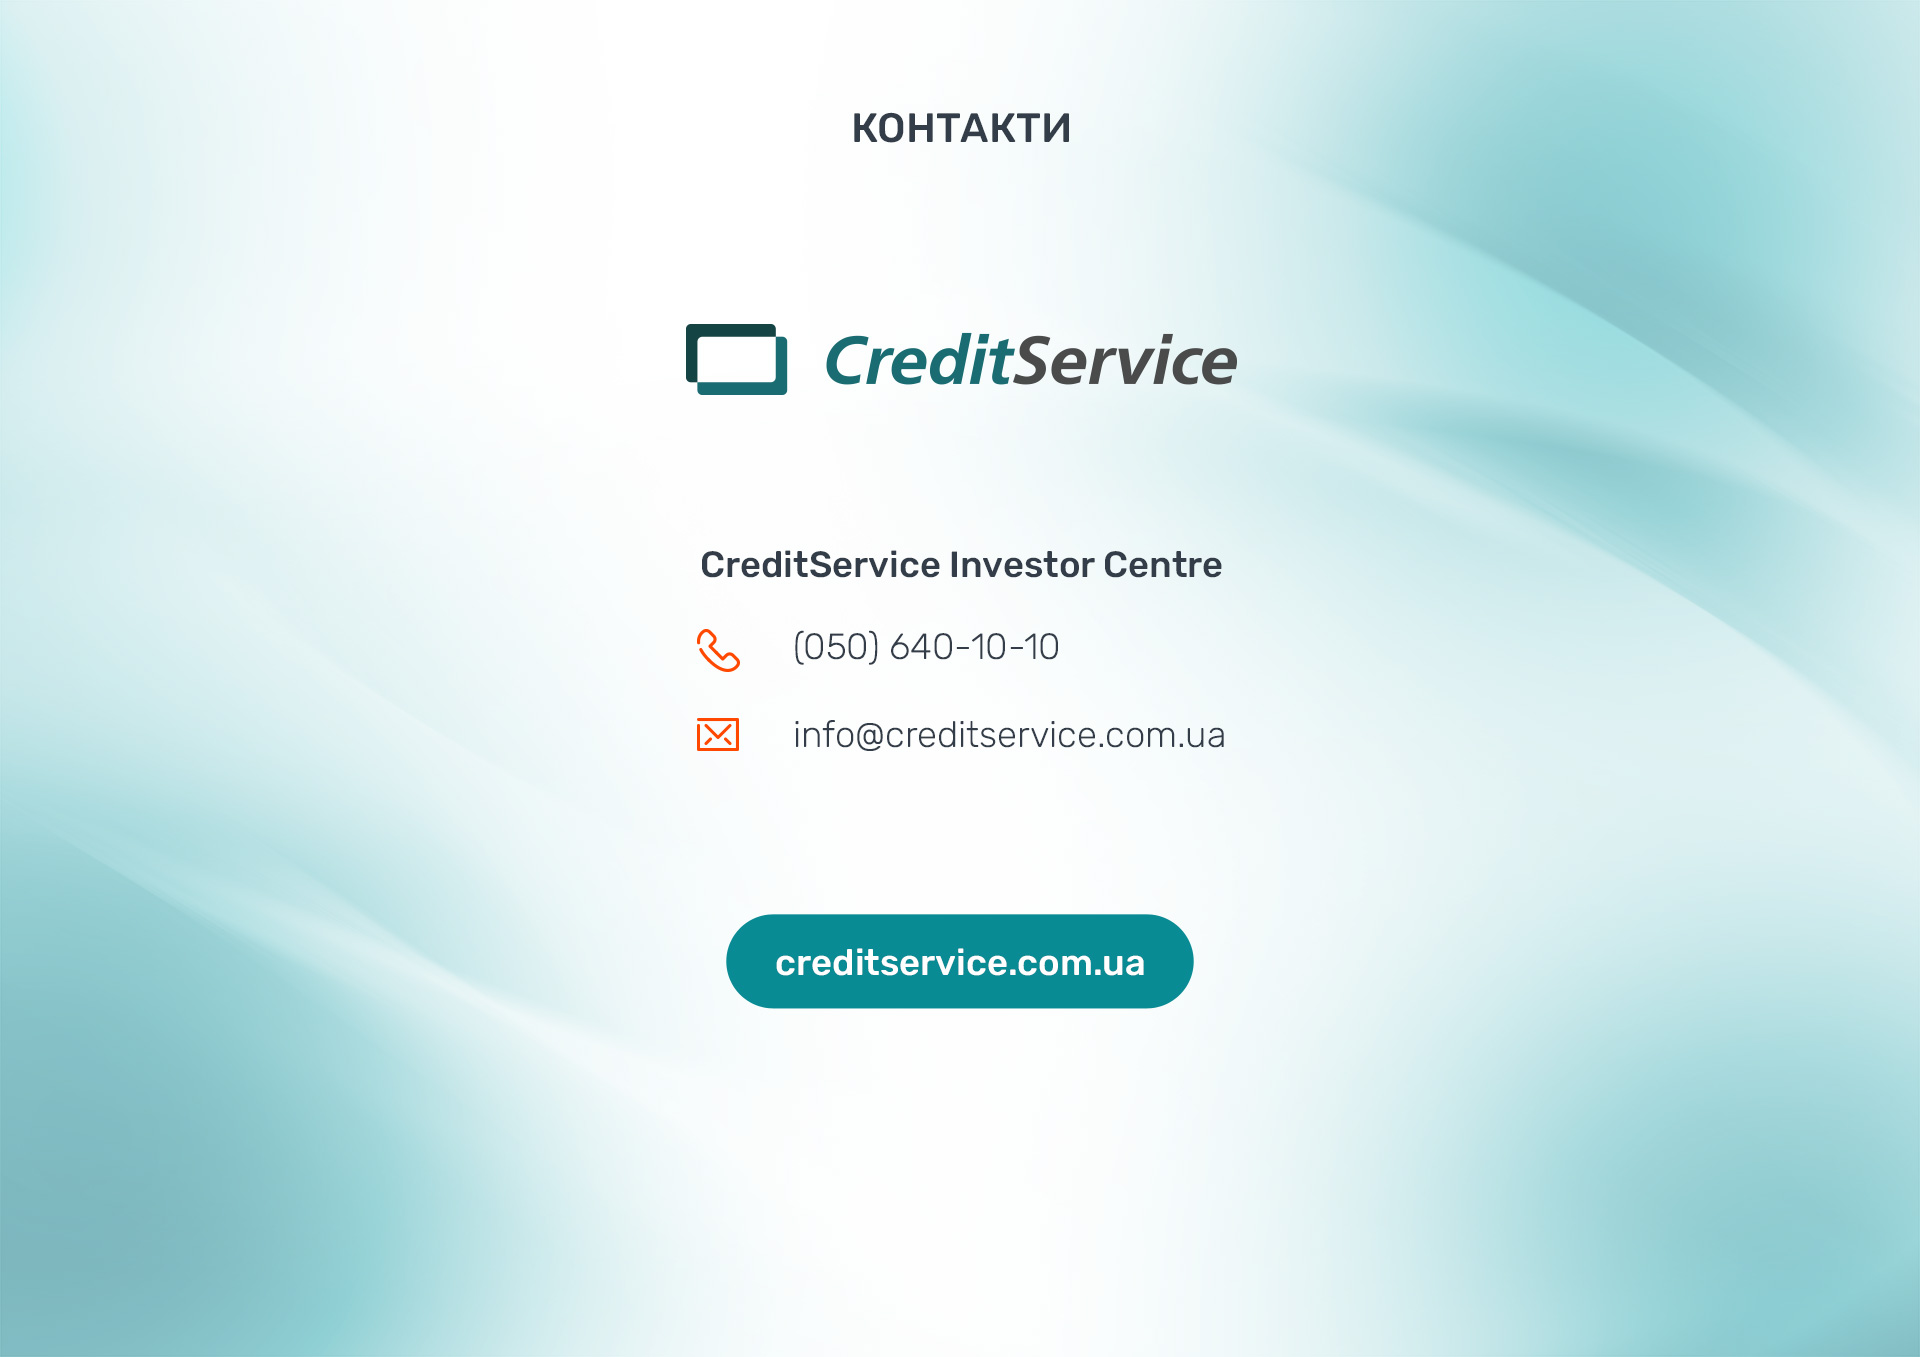 КОНТАКТИ
CreditService
CreditService Investor Centre
(050) 640-10-10
info@creditservice.com.ua
creditservice.com.ua